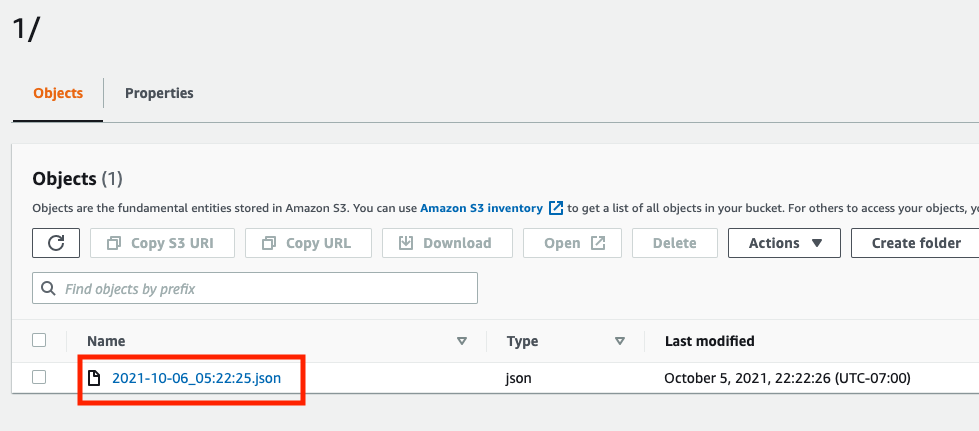 1/
Objects Properties
Objects (1)
Objects are the fundamental entities stored in Amazon S3. You can use Amazon S3 inventory to get a list of all objects in your bucket. For others to access your objects,
Copy S3 URI Copy URL Download Open Delete Actions Create folder
Find objects by prefix
Name Type Last modified
2021-10-06_05:22:25.json json October 5, 2021, 22:22:26 (UTC-07:00)